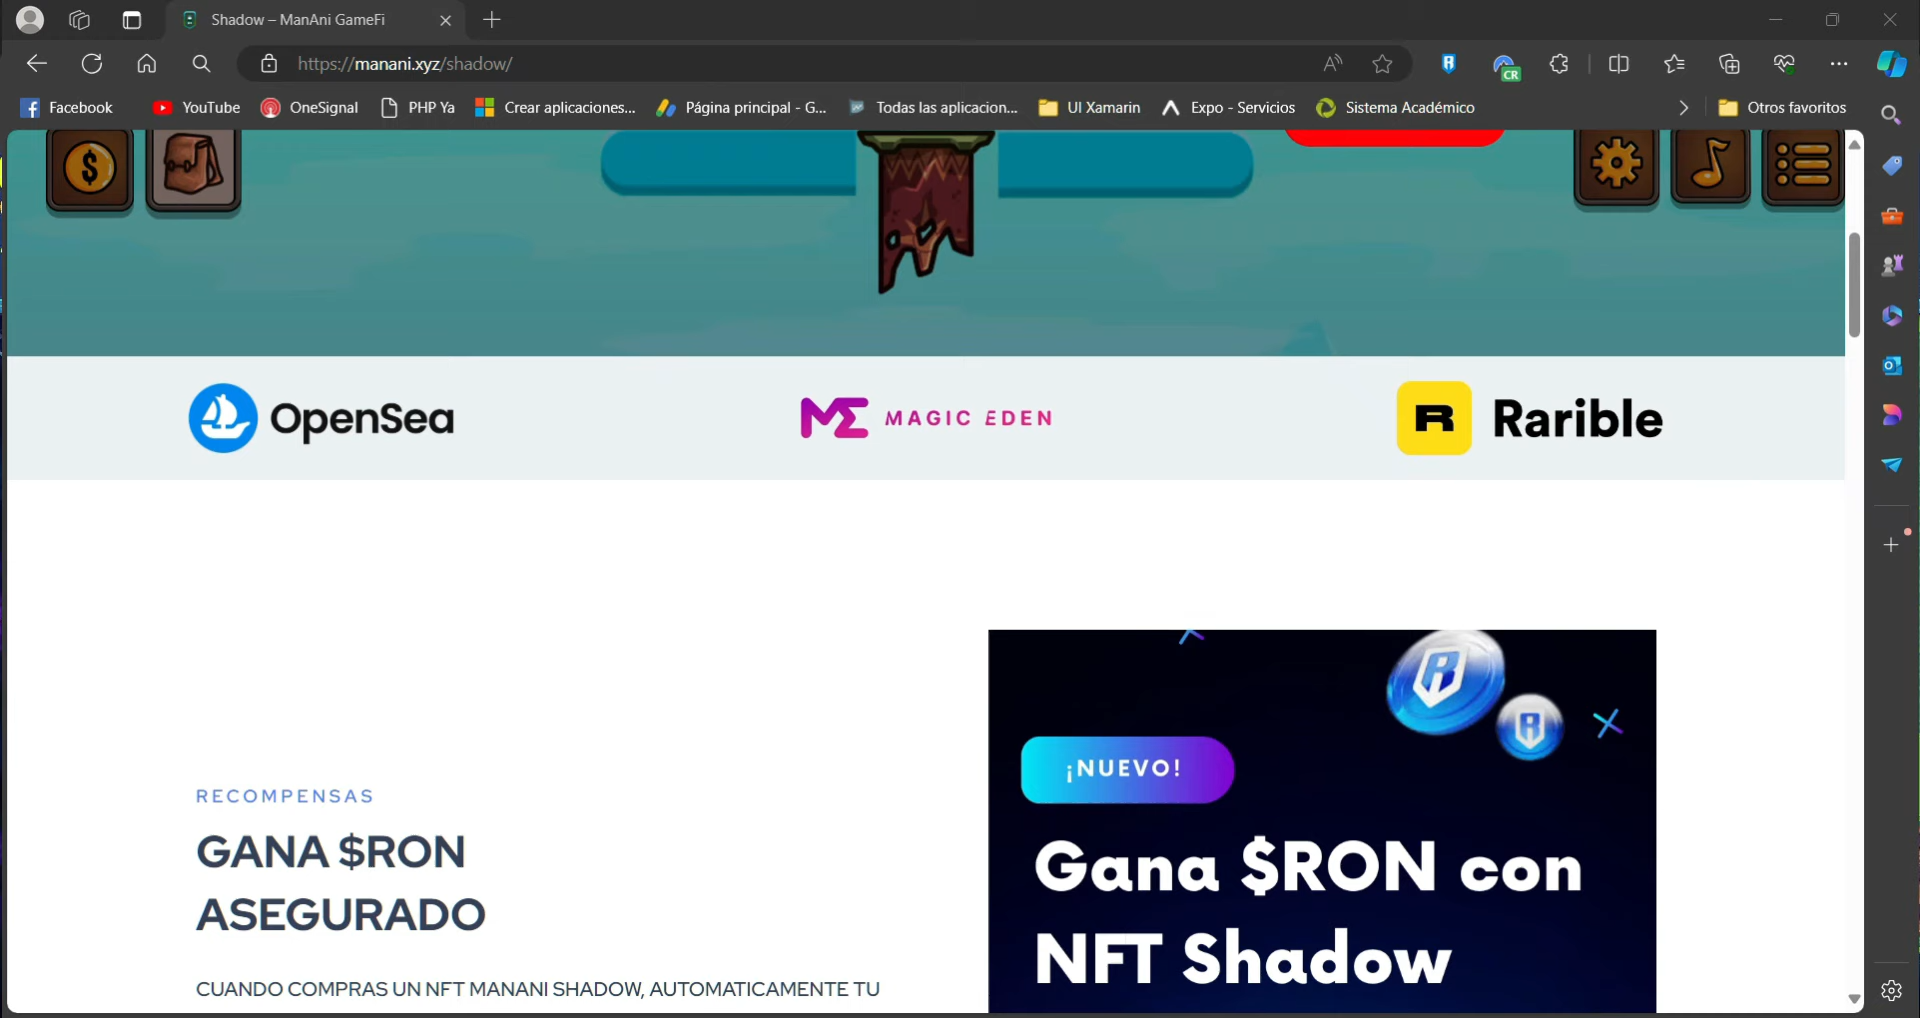 Shadow – ManAni GameFi
https://manani.xyz/shadow/
CR
Facebook
YouTube
OneSignal
PHP Ya
Crear aplicaciones...
Página principal - G...
Todas las aplicacion...
UI Xamarin
Expo - Servicios
Sistema Académico
Otros favoritos
OpenSea
MAGIC EDEN
R Rarible
¡NUEVO!
RECOMPENSAS
GANA $RON
ASEGURADO
Gana $RON con
NFT Shadow
CUANDO COMPRAS UN NFT MANANI SHADOW, AUTOMATICAMENTE TU